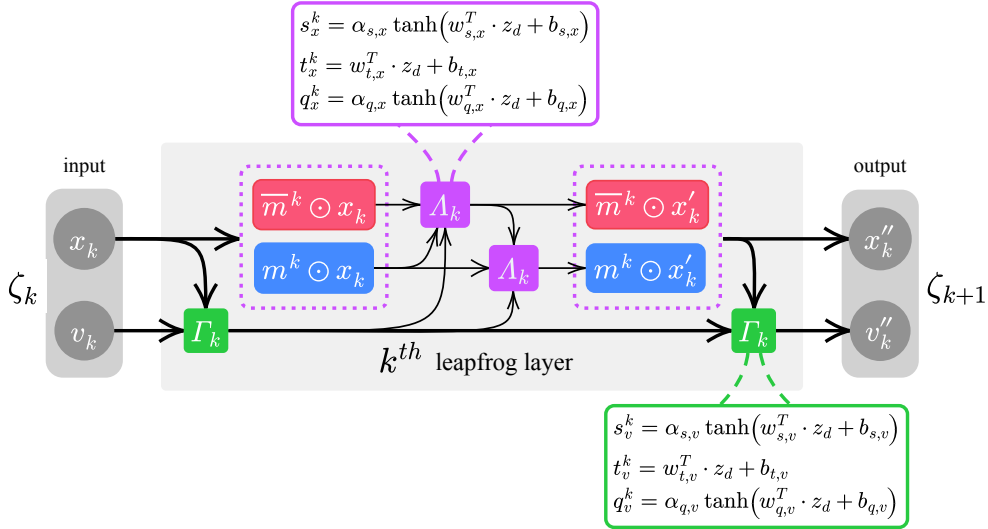 s_x^k = α_{s,x} tanh(w_{s,x}^T · z_d + b_{s,x})
t_x^k = w_{t,x}^T · z_d + b_{t,x}
q_x^k = α_{q,x} tanh(w_{q,x}^T · z_d + b_{q,x})
input
output
m̅^k ⊙ x_k
Λ_k
m̅^k ⊙ x'_k
x_k
x''_k
m^k ⊙ x_k
Λ_k
m^k ⊙ x'_k
ζ_k
ζ_{k+1}
v_k
Γ_k
Γ_k
v''_k
k^{th} leapfrog layer
s_v^k = α_{s,v} tanh(w_{s,v}^T · z_d + b_{s,v})
t_v^k = w_{t,v}^T · z_d + b_{t,v}
q_v^k = α_{q,v} tanh(w_{q,v}^T · z_d + b_{q,v})